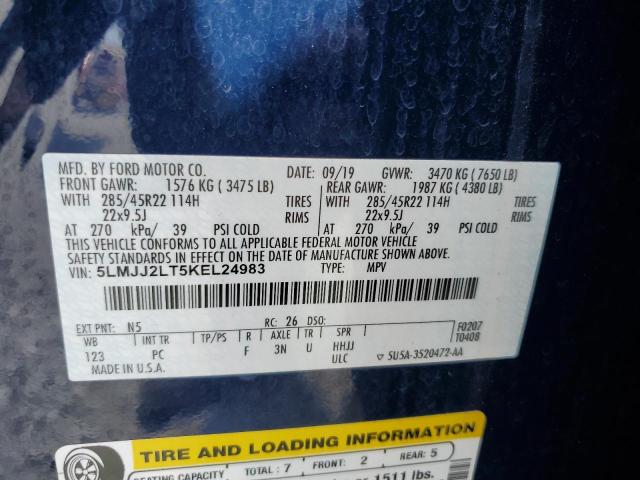 MFD. BY FORD MOTOR CO. 09/19 GVWR: 3470 KG ( 7650 LB)
FRONT GAWR: 1576 KG ( 3475 LB) REAR GAWR: 1987 KG ( 4380 LB)
WITH 285/45R22 114H TIRES WITH 285/45R22 114H TIRES
22x9.5J RIMS 22x9.5J RIMS
AT 270 kPa/ 39 PSI COLD AT 270 kPa/ 39 PSI COLD
THIS VEHICLE CONFORMS TO ALL APPLICABLE FEDERAL MOTOR VEHICLE
SAFETY STANDARDS IN EFFECT ON THE DATE OF MANUFACTURE SHOWN ABOVE.
VIN: 5LMJJ2LT5KEL24983 TYPE: MPV
EXT PNT: N5 RC: 26 DSO: F0207
WB INT TR TP/PS R AXLE TR SPR T0408
123 PC F 3N U HHJJ
ULC 5U5A-3520472-AA
MADE IN U.S.A.
TIRE AND LOADING INFORMATION
SEATING CAPACITY TOTAL: 7 FRONT: 2 REAR: 5
1511 lbs.